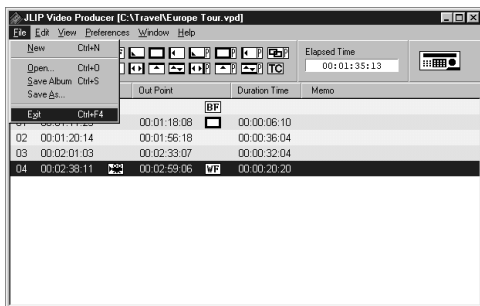 JLIP Video Producer [C:\Travel\Europe Tour.vpd]
File Edit View Preferences Window Help
New Ctrl+N
Open... Ctrl+O
Save Album Ctrl+S
Save As...
Exit Ctrl+F4
P P P P
P P P TC
Elapsed Time
00:01:35:13
Out Point Duration Time Memo
BF
00:01:18:08 00:00:06:10
02 00:01:20:14 00:01:56:18 00:00:36:04
03 00:02:01:03 00:02:33:07 00:00:32:04
04 00:02:38:11 00:02:59:06 WF 00:00:20:20